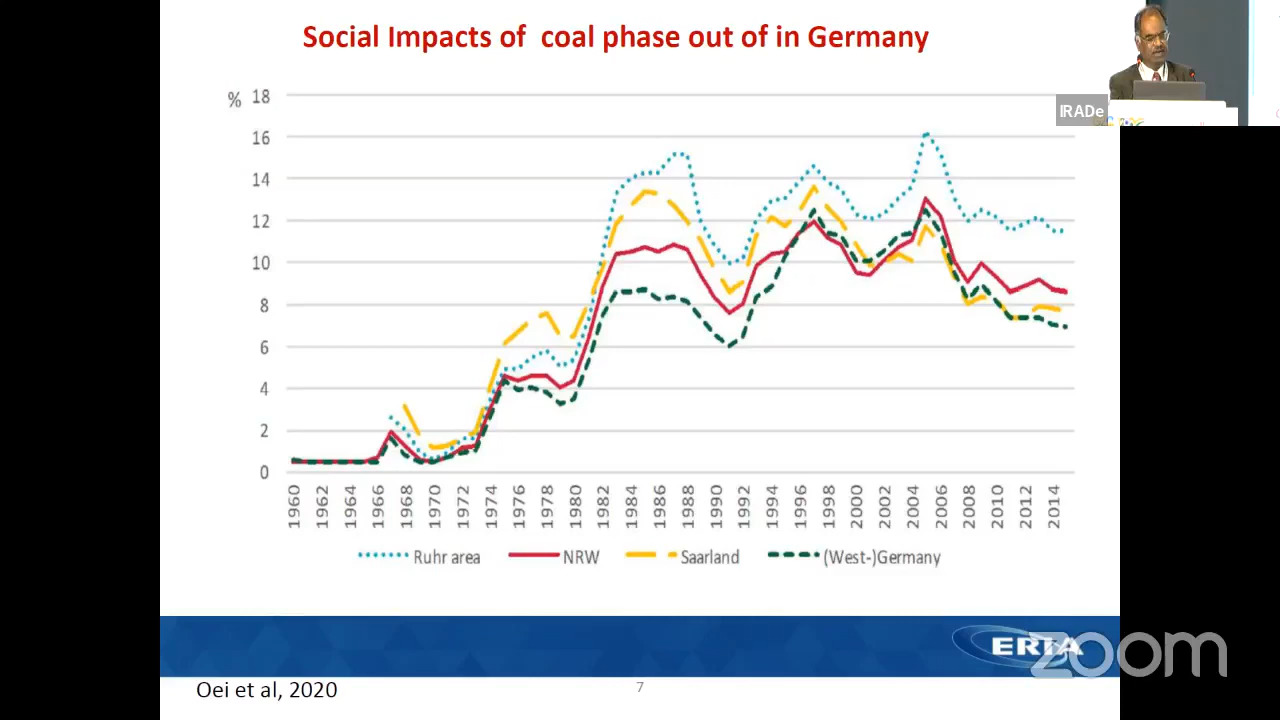 Social Impacts of coal phase out of in Germany
IRADe
% 18
16
14
12
10
8
6
4
2
0
1960 1962 1964 1966 1968 1970 1972 1974 1976 1978 1980 1982 1984 1986 1988 1990 1992 1994 1996 1998 2000 2002 2004 2006 2008 2010 2012 2014
Ruhr area NRW Saarland (West-)Germany
zoom
Oei et al, 2020
7